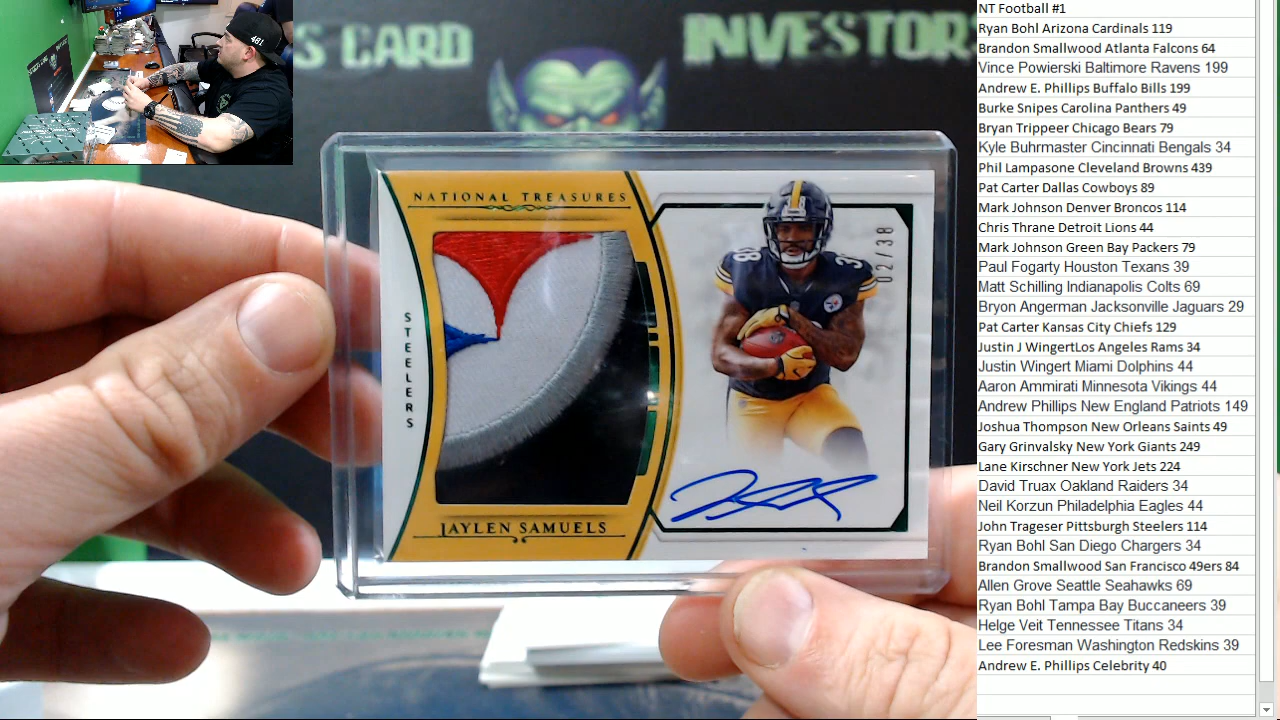 S CARD INVESTOR
481
NATIONAL TREASURES
STEELERS
JAYLEN SAMUELS
02/38
38
38
NT Football #1
Ryan Bohl Arizona Cardinals 119
Brandon Smallwood Atlanta Falcons 64
Vince Powierski Baltimore Ravens 199
Andrew E. Phillips Buffalo Bills 199
Burke Snipes Carolina Panthers 49
Bryan Trippeer Chicago Bears 79
Kyle Buhrmaster Cincinnati Bengals 34
Phil Lampasone Cleveland Browns 439
Pat Carter Dallas Cowboys 89
Mark Johnson Denver Broncos 114
Chris Thrane Detroit Lions 44
Mark Johnson Green Bay Packers 79
Paul Fogarty Houston Texans 39
Matt Schilling Indianapolis Colts 69
Bryon Angerman Jacksonville Jaguars 29
Pat Carter Kansas City Chiefs 129
Justin J WingertLos Angeles Rams 34
Justin Wingert Miami Dolphins 44
Aaron Ammirati Minnesota Vikings 44
Andrew Phillips New England Patriots 149
Joshua Thompson New Orleans Saints 49
Gary Grinvalsky New York Giants 249
Lane Kirschner New York Jets 224
David Truax Oakland Raiders 34
Neil Korzun Philadelphia Eagles 44
John Trageser Pittsburgh Steelers 114
Ryan Bohl San Diego Chargers 34
Brandon Smallwood San Francisco 49ers 84
Allen Grove Seattle Seahawks 69
Ryan Bohl Tampa Bay Buccaneers 39
Helge Veit Tennessee Titans 34
Lee Foresman Washington Redskins 39
Andrew E. Phillips Celebrity 40